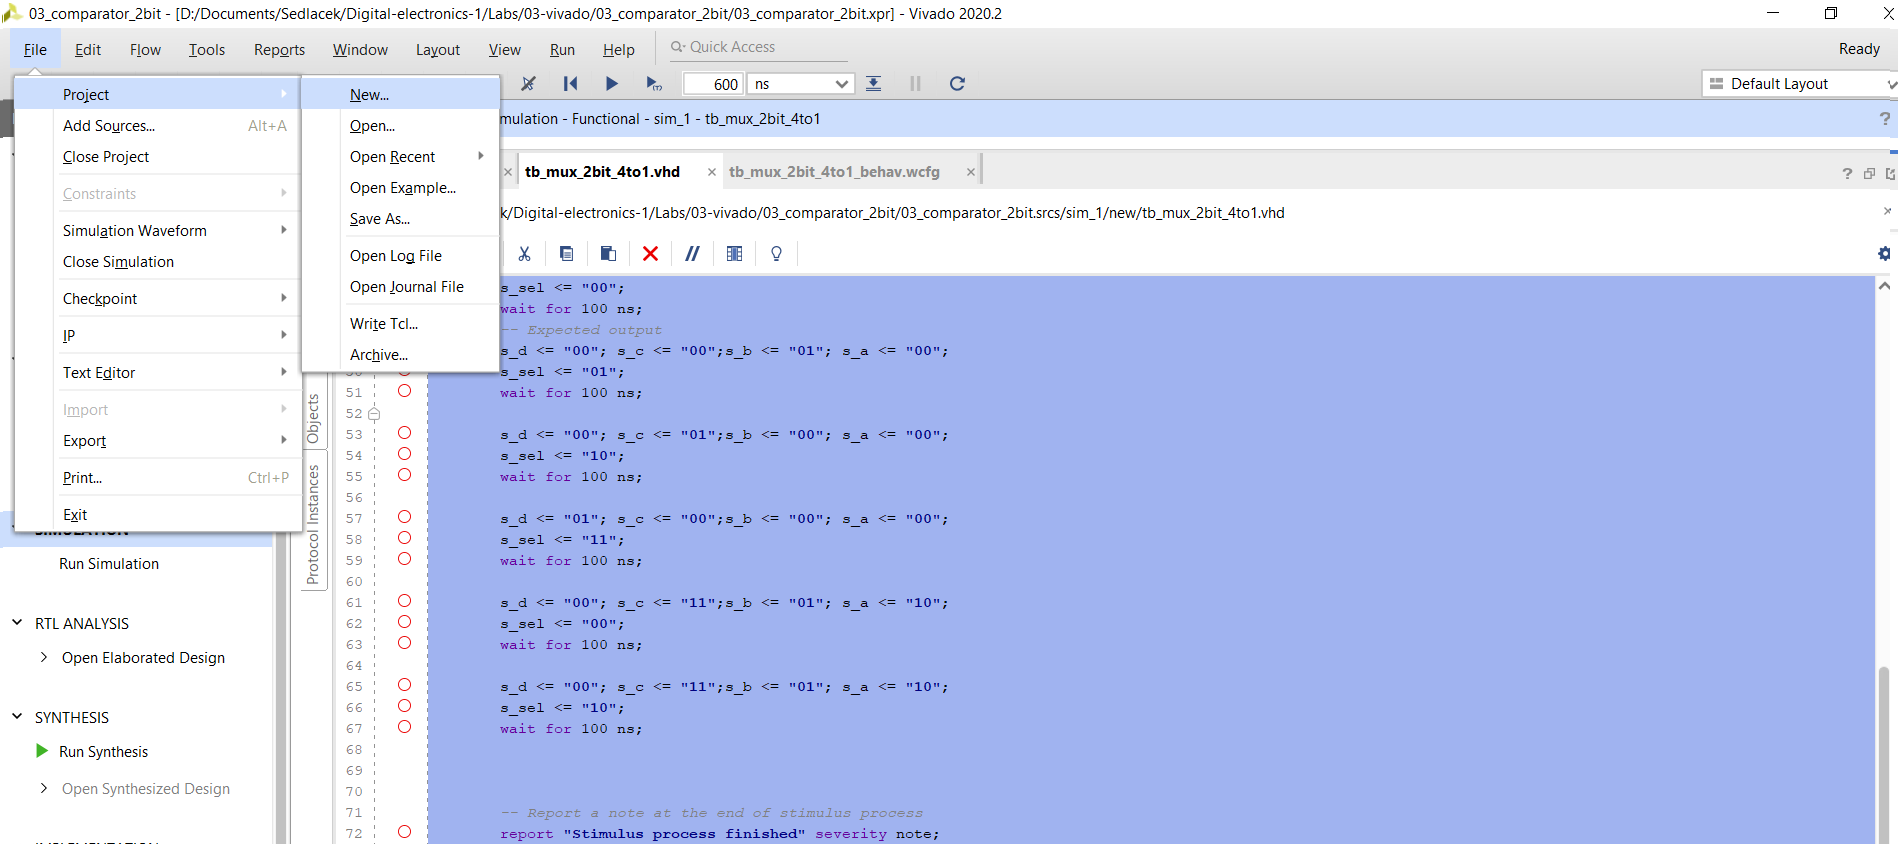 03_comparator_2bit - [D:/Documents/Sedlacek/Digital-electronics-1/Labs/03-vivado/03_comparator_2bit/03_comparator_2bit.xpr] - Vivado 2020.2
File Edit Flow Tools Reports Window Layout View Run Help Quick Access Ready
600 ns Default Layout
Project
Add Sources... Alt+A
Close Project
Constraints
Simulation Waveform
Close Simulation
Checkpoint
IP
Text Editor
Import
Export
Print... Ctrl+P
Exit
New...
Open...
Open Recent
Open Example...
Save As...
Open Log File
Open Journal File
Write Tcl...
Archive...
mulation - Functional - sim_1 - tb_mux_2bit_4to1 ?
tb_mux_2bit_4to1.vhd × tb_mux_2bit_4to1_behav.wcfg × ?
k/Digital-electronics-1/Labs/03-vivado/03_comparator_2bit/03_comparator_2bit.srcs/sim_1/new/tb_mux_2bit_4to1.vhd
SIMULATION
Run Simulation
RTL ANALYSIS
Open Elaborated Design
SYNTHESIS
Run Synthesis
Open Synthesized Design
Objects
Protocol Instances
s_sel <= "00";
wait for 100 ns;
-- Expected output
s_d <= "00"; s_c <= "00";s_b <= "01"; s_a <= "00";
s_sel <= "01";
51 wait for 100 ns;
52
53 s_d <= "00"; s_c <= "01";s_b <= "00"; s_a <= "00";
54 s_sel <= "10";
55 wait for 100 ns;
56
57 s_d <= "01"; s_c <= "00";s_b <= "00"; s_a <= "00";
58 s_sel <= "11";
59 wait for 100 ns;
60
61 s_d <= "00"; s_c <= "11";s_b <= "01"; s_a <= "10";
62 s_sel <= "00";
63 wait for 100 ns;
64
65 s_d <= "00"; s_c <= "11";s_b <= "01"; s_a <= "10";
66 s_sel <= "10";
67 wait for 100 ns;
68
69
70
71 -- Report a note at the end of stimulus process
72 report "Stimulus process finished" severity note;